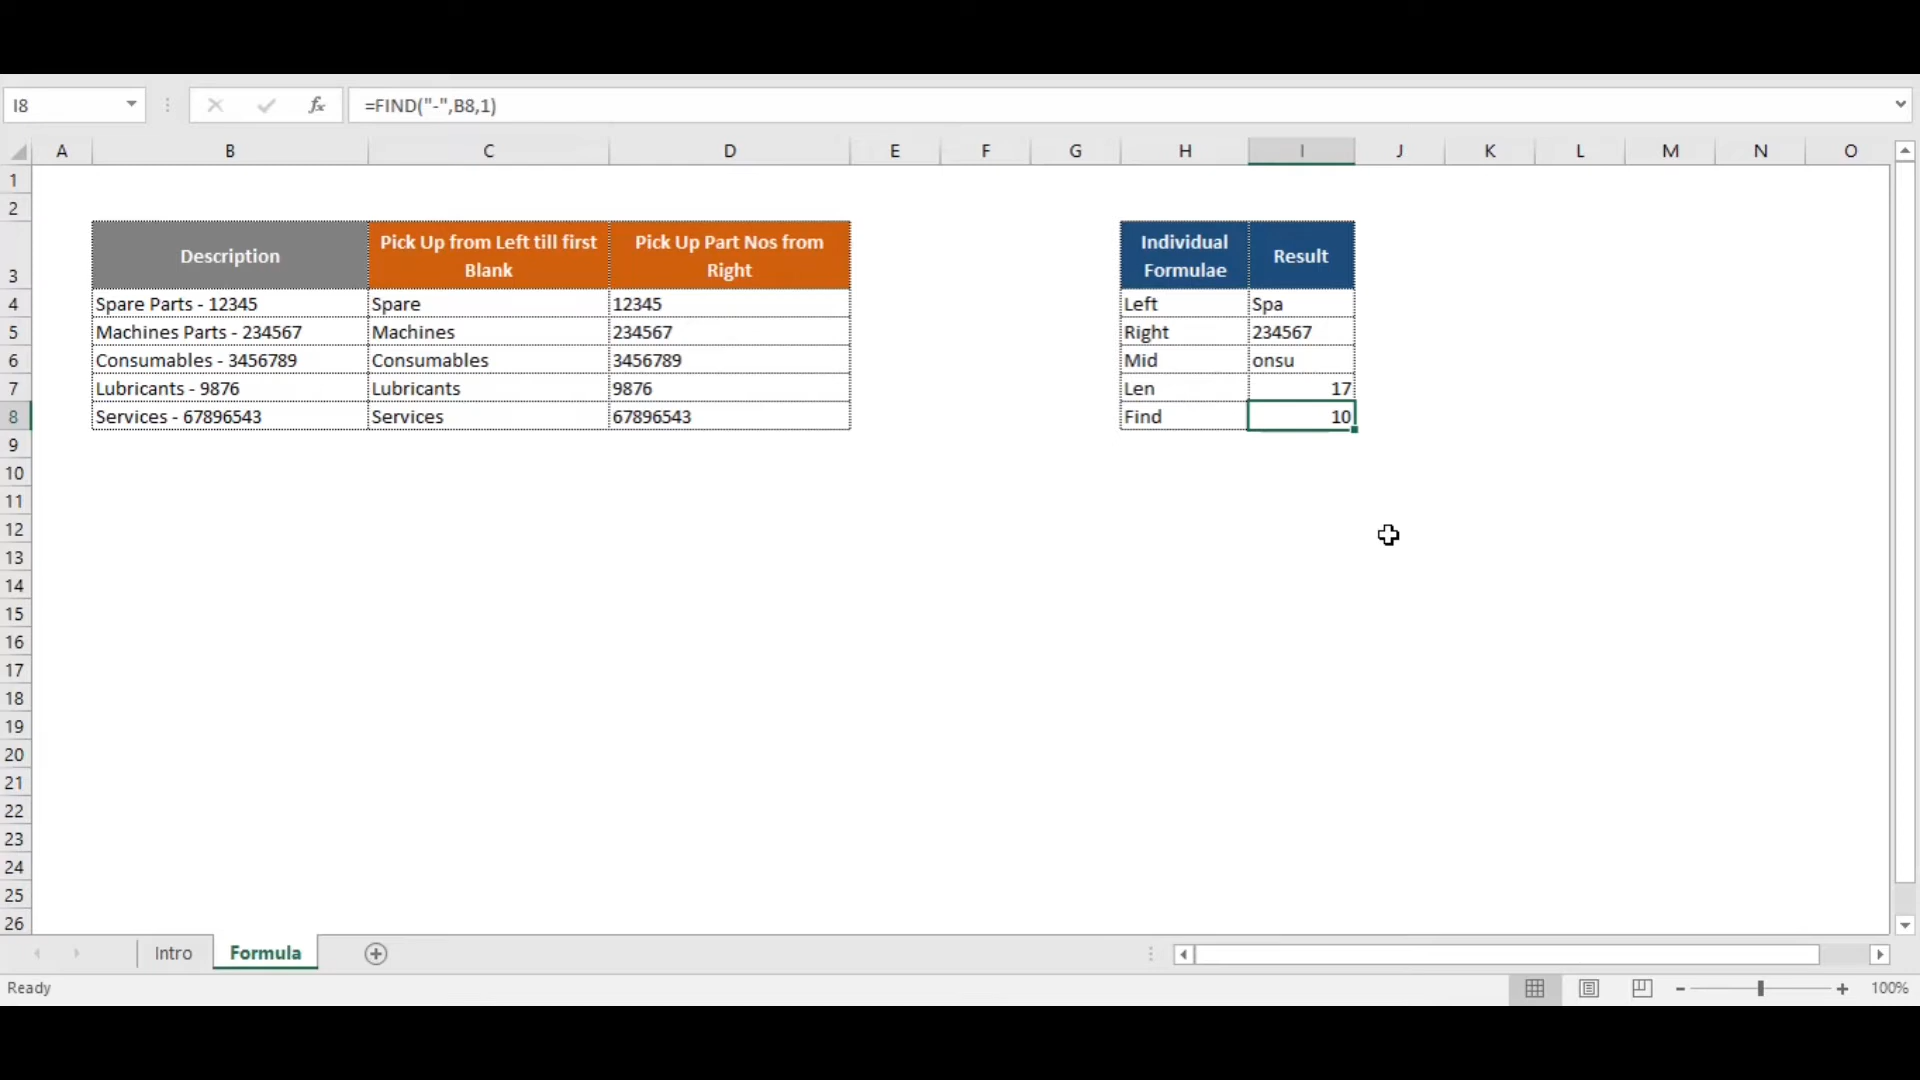 I8 =FIND("-",B8,1)
A B C D E F G H I J K L M N O
1
2
3 Description Pick Up from Left till first Blank Pick Up Part Nos from Right Individual Formulae Result
4 Spare Parts - 12345 Spare 12345 Left Spa
5 Machines Parts - 234567 Machines 234567 Right 234567
6 Consumables - 3456789 Consumables 3456789 Mid onsu
7 Lubricants - 9876 Lubricants 9876 Len 17
8 Services - 67896543 Services 67896543 Find 10
9
10
11
12
13
14
15
16
17
18
19
20
21
22
23
24
25
26
Intro Formula
Ready 100%